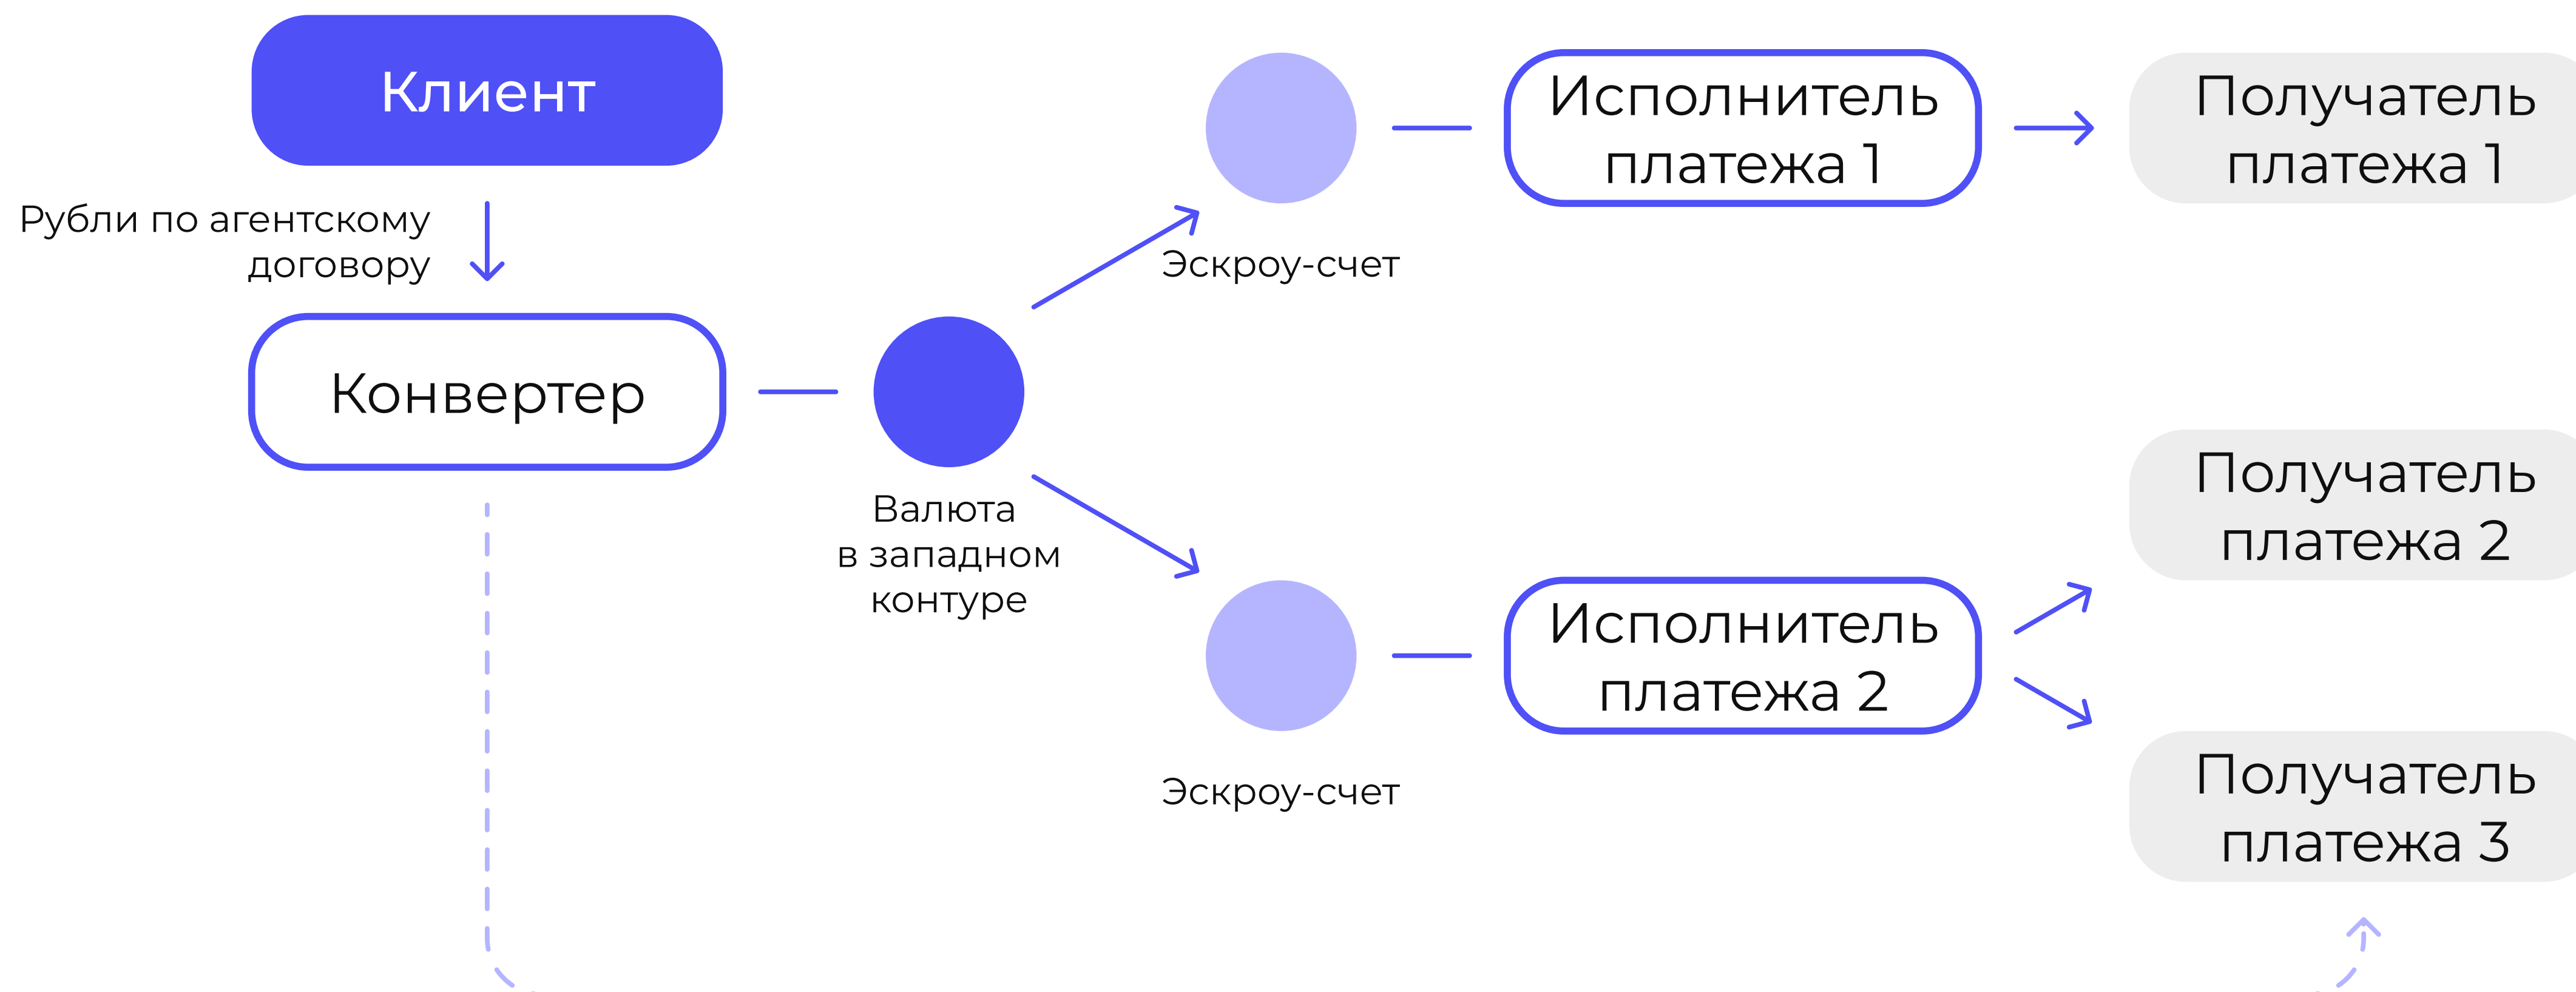 Клиент
Рубли по агентскому
договору
Конвертер
Валюта
в западном
контуре
Эскроу-счет
Исполнитель
платежа 1
Получатель
платежа 1
Эскроу-счет
Исполнитель
платежа 2
Получатель
платежа 2
Получатель
платежа 3